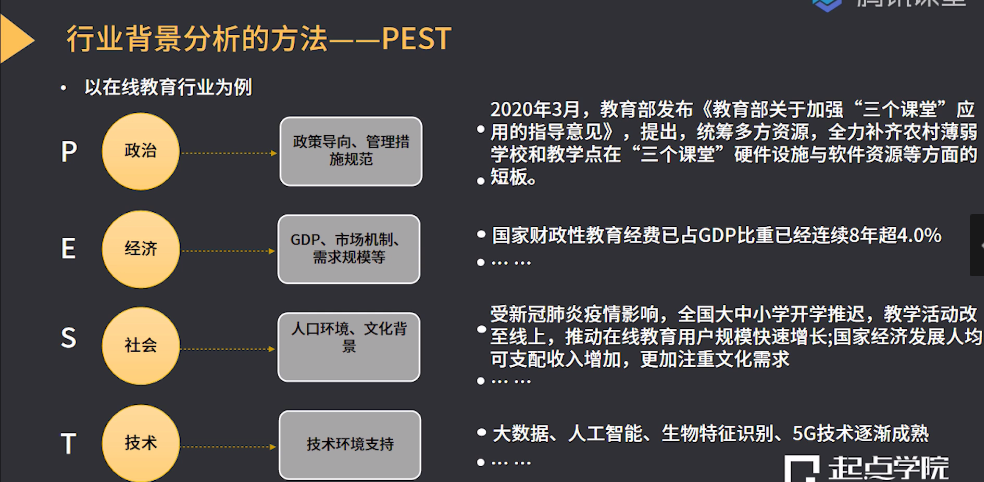 腾讯课堂
行业背景分析的方法——PEST
• 以在线教育行业为例
P
政治
政策导向、管理措
施规范
2020年3月，教育部发布《教育部关于加强“三个课堂”应
用的指导意见》，提出，统筹多方资源，全力补齐农村薄弱
学校和教学点在“三个课堂”硬件设施与软件资源等方面的
短板。
E
经济
GDP、市场机制、
需求规模等
• 国家财政性教育经费已占GDP比重已经连续8年超4.0%
• … …
S
社会
人口环境、文化背
景
受新冠肺炎疫情影响，全国大中小学开学推迟，教学活动改
至线上，推动在线教育用户规模快速增长;国家经济发展人均
可支配收入增加，更加注重文化需求
• … …
T
技术
技术环境支持
• 大数据、人工智能、生物特征识别、5G技术逐渐成熟
• … …
起点学院